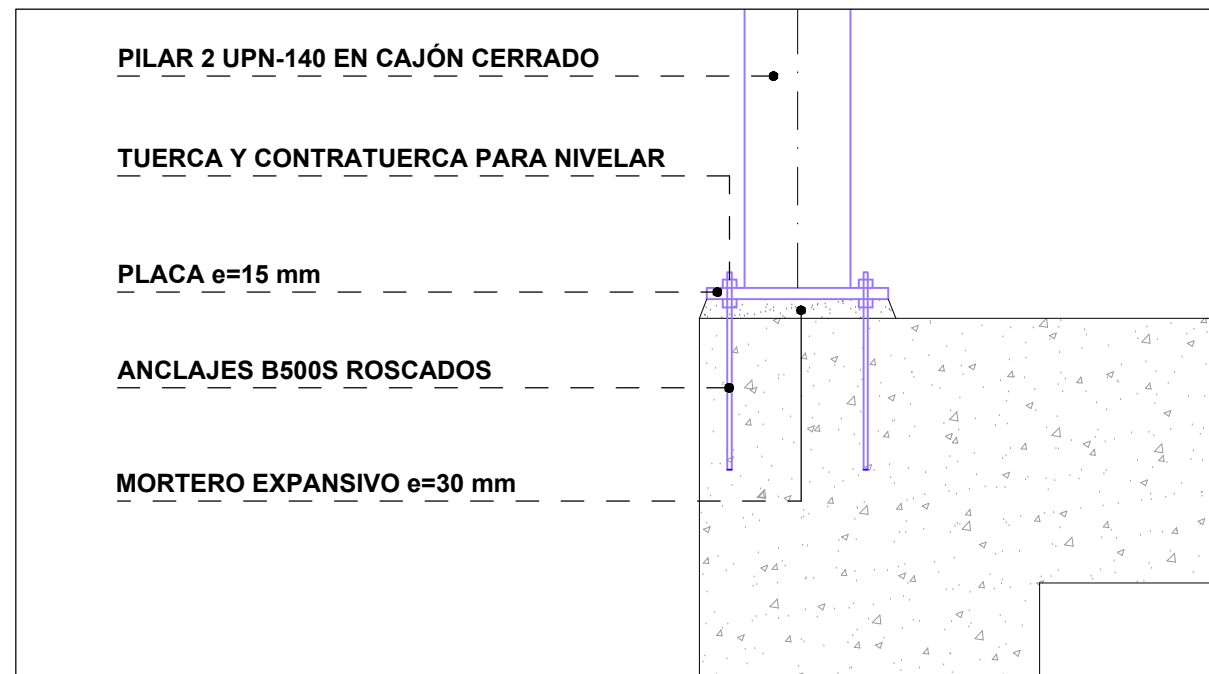 PILAR 2 UPN-140 EN CAJÓN CERRADO
TUERCA Y CONTRATUERCA PARA NIVELAR
PLACA e=15 mm
ANCLAJES B500S ROSCADOS
MORTERO EXPANSIVO e=30 mm